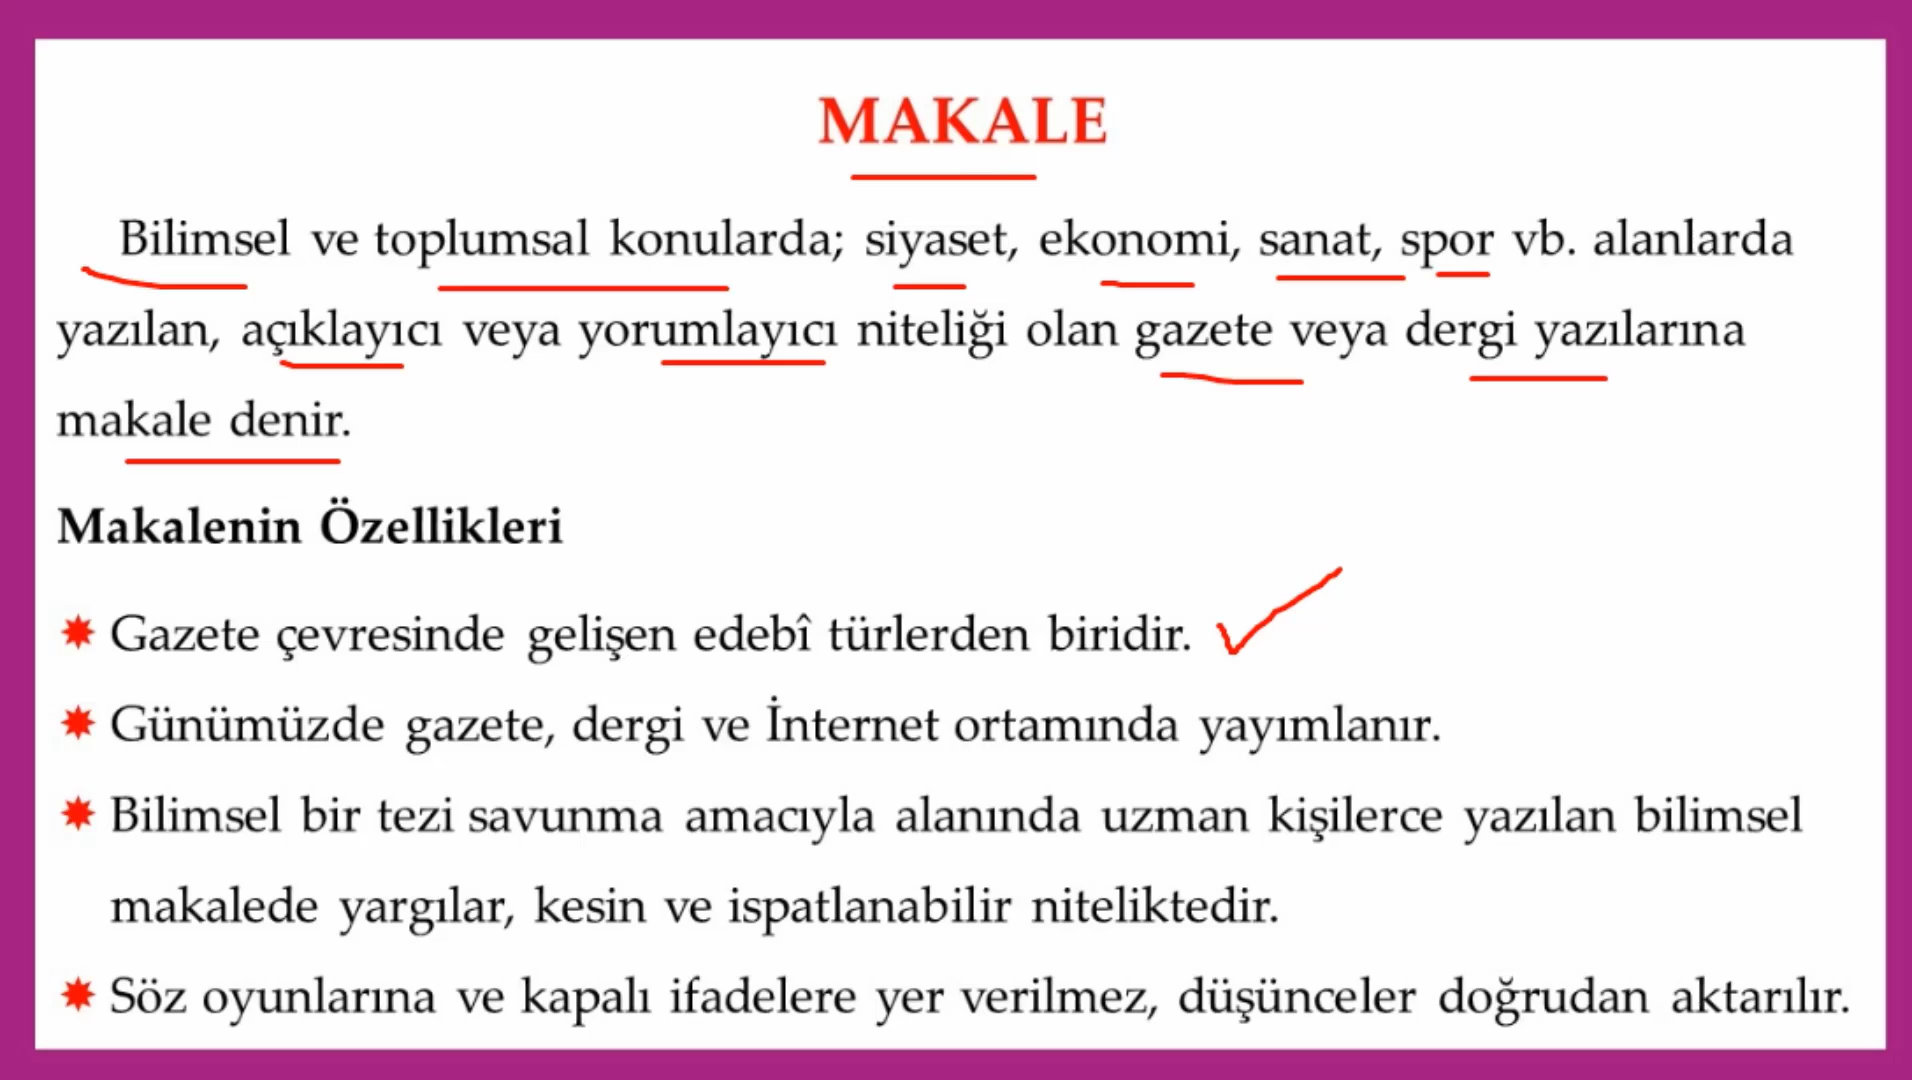 MAKALE
Bilimsel ve toplumsal konularda; siyaset, ekonomi, sanat, spor vb. alanlarda
yazılan, açıklayıcı veya yorumlayıcı niteliği olan gazete veya dergi yazılarına
makale denir.
Makalenin Özellikleri
Gazete çevresinde gelişen edebî türlerden biridir.
Günümüzde gazete, dergi ve İnternet ortamında yayımlanır.
Bilimsel bir tezi savunma amacıyla alanında uzman kişilerce yazılan bilimsel
makalede yargılar, kesin ve ispatlanabilir niteliktedir.
Söz oyunlarına ve kapalı ifadelere yer verilmez, düşünceler doğrudan aktarılır.